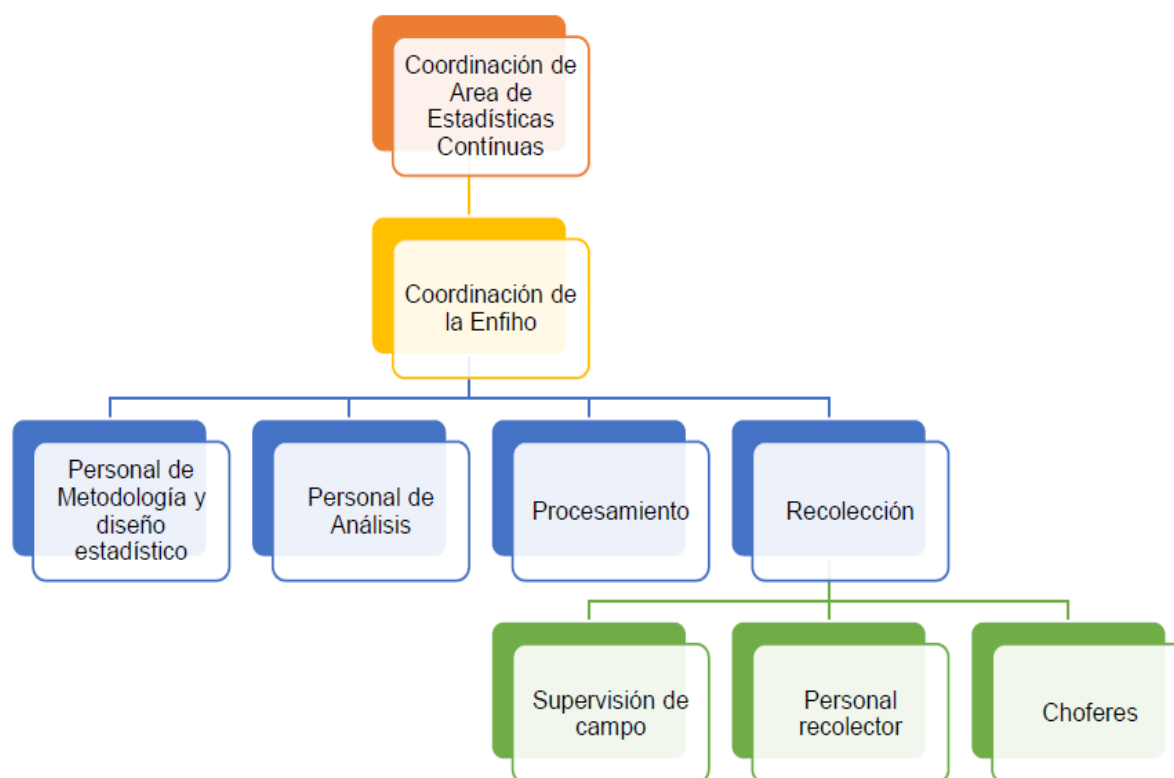 Coordinación de
Area de
Estadísticas
Contínuas
Coordinación de
la Enfiho
Personal de
Metodología y
diseño
estadístico
Personal de
Análisis
Procesamiento
Recolección
Supervisión de
campo
Personal
recolector
Choferes